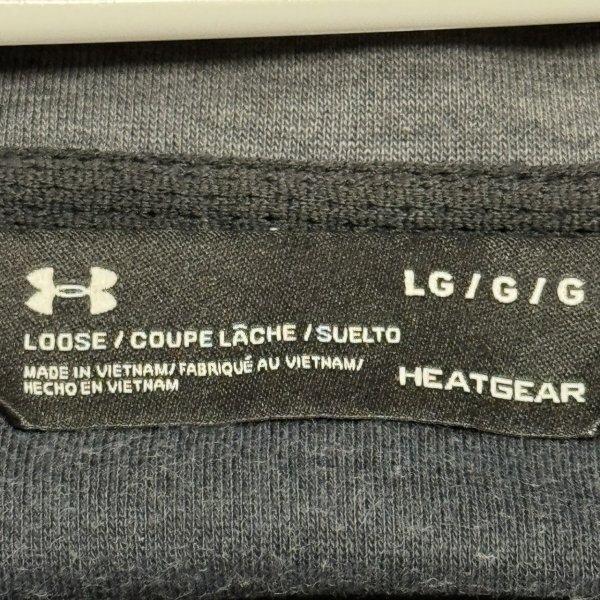 LG / G / G
LOOSE / COUPE LÂCHE / SUELTO
MADE IN VIETNAM / FABRIQUÉ AU VIETNAM /
HECHO EN VIETNAM
HEATGEAR